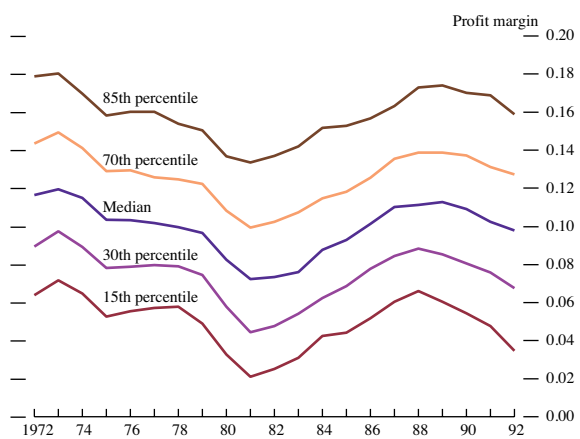 Profit margin
0.20
0.18
85th percentile
0.16
0.14
70th percentile
0.12
Median
0.10
30th percentile
0.08
15th percentile
0.06
0.04
0.02
0.00
1972 74 76 78 80 82 84 86 88 90 92